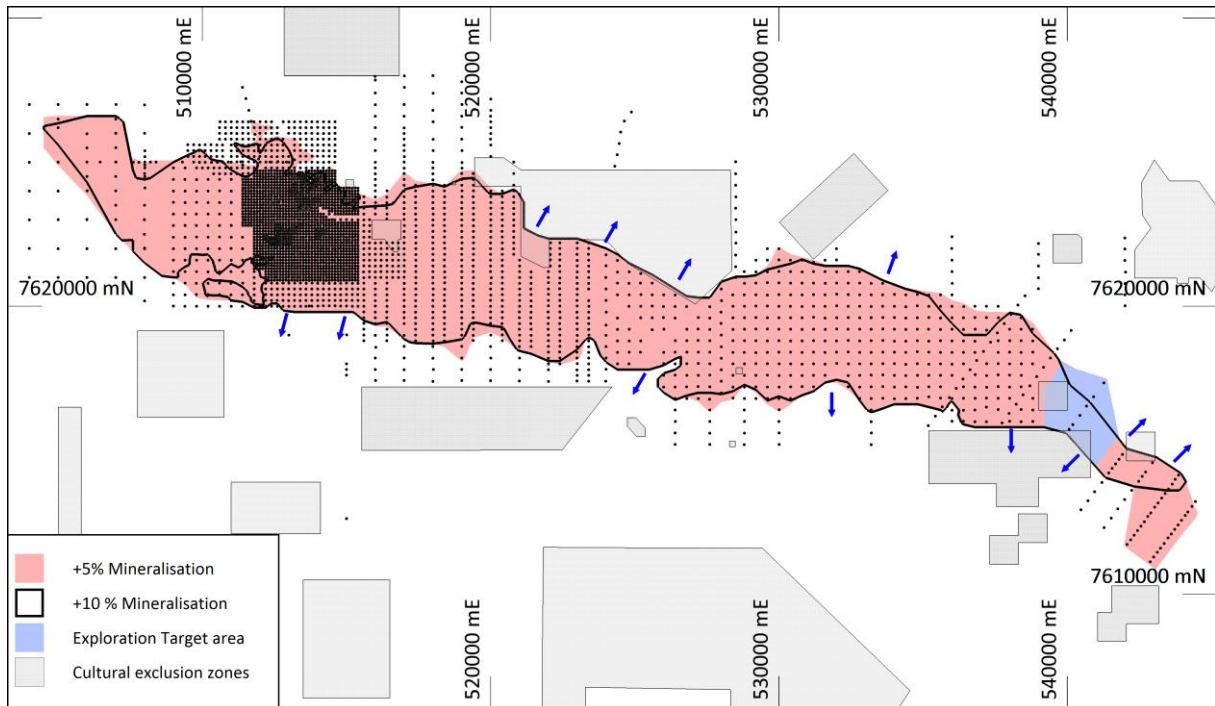 510000 mE
520000 mE
530000 mE
540000 mE
7620000 mN
7620000 mN
7610000 mN
520000 mE
530000 mE
540000 mE
+5% Mineralisation
+10 % Mineralisation
Exploration Target area
Cultural exclusion zones